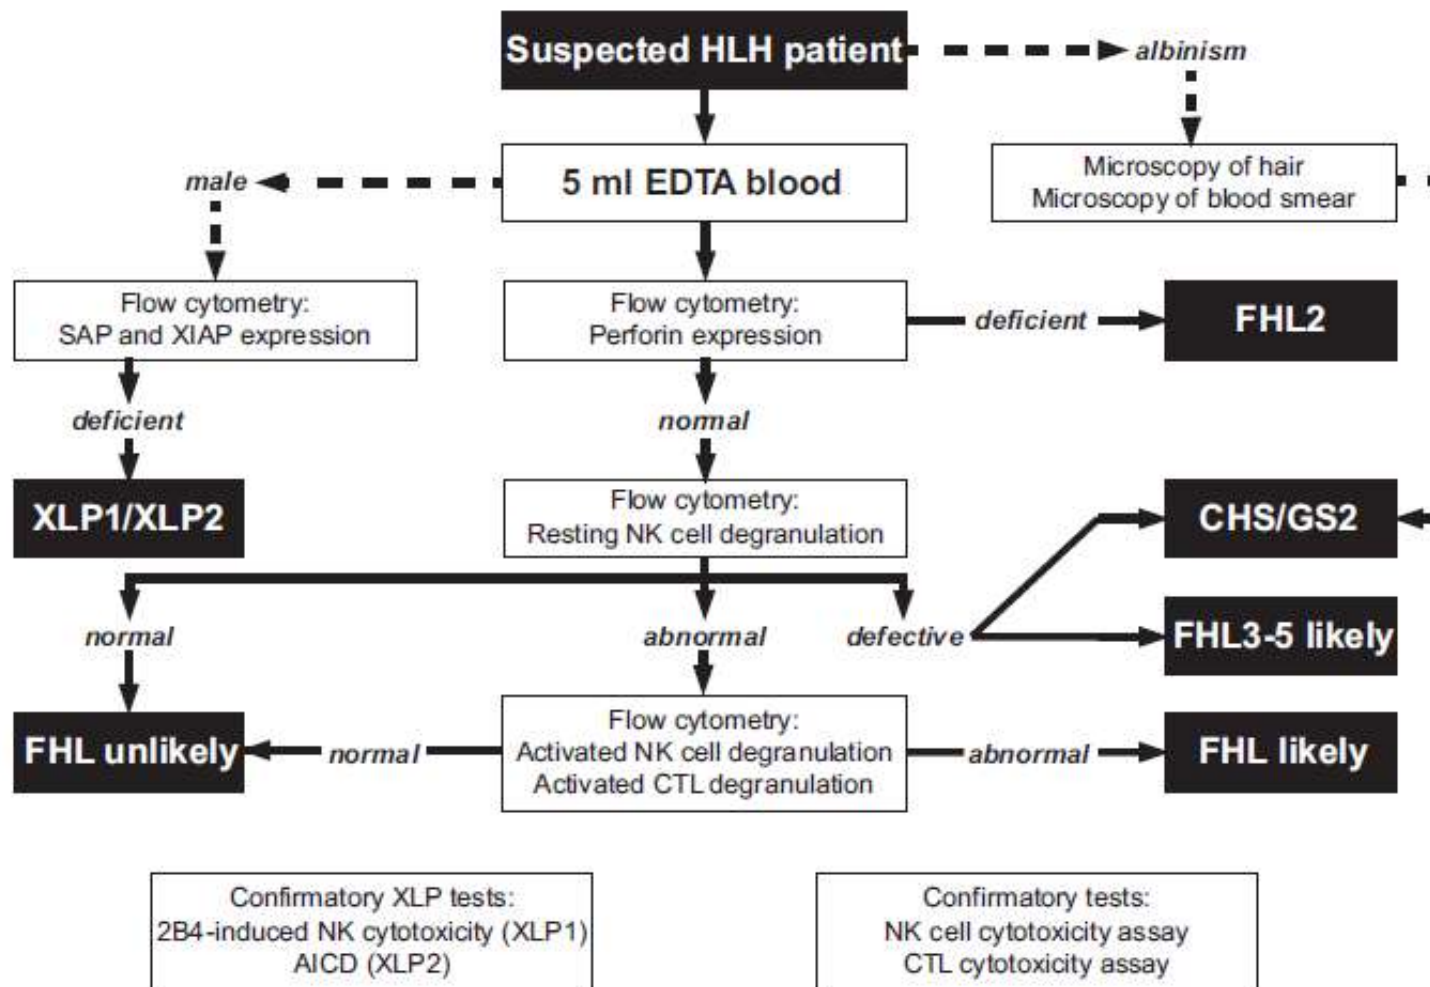 Suspected HLH patient
albinism
male
5 ml EDTA blood
Microscopy of hair
Microscopy of blood smear
Flow cytometry:
SAP and XIAP expression
Flow cytometry:
Perforin expression
deficient
FHL2
deficient
normal
XLP1/XLP2
Flow cytometry:
Resting NK cell degranulation
CHS/GS2
normal
abnormal
defective
FHL3-5 likely
FHL unlikely
normal
Flow cytometry:
Activated NK cell degranulation
Activated CTL degranulation
abnormal
FHL likely
Confirmatory XLP tests:
2B4-induced NK cytotoxicity (XLP1)
AICD (XLP2)
Confirmatory tests:
NK cell cytotoxicity assay
CTL cytotoxicity assay